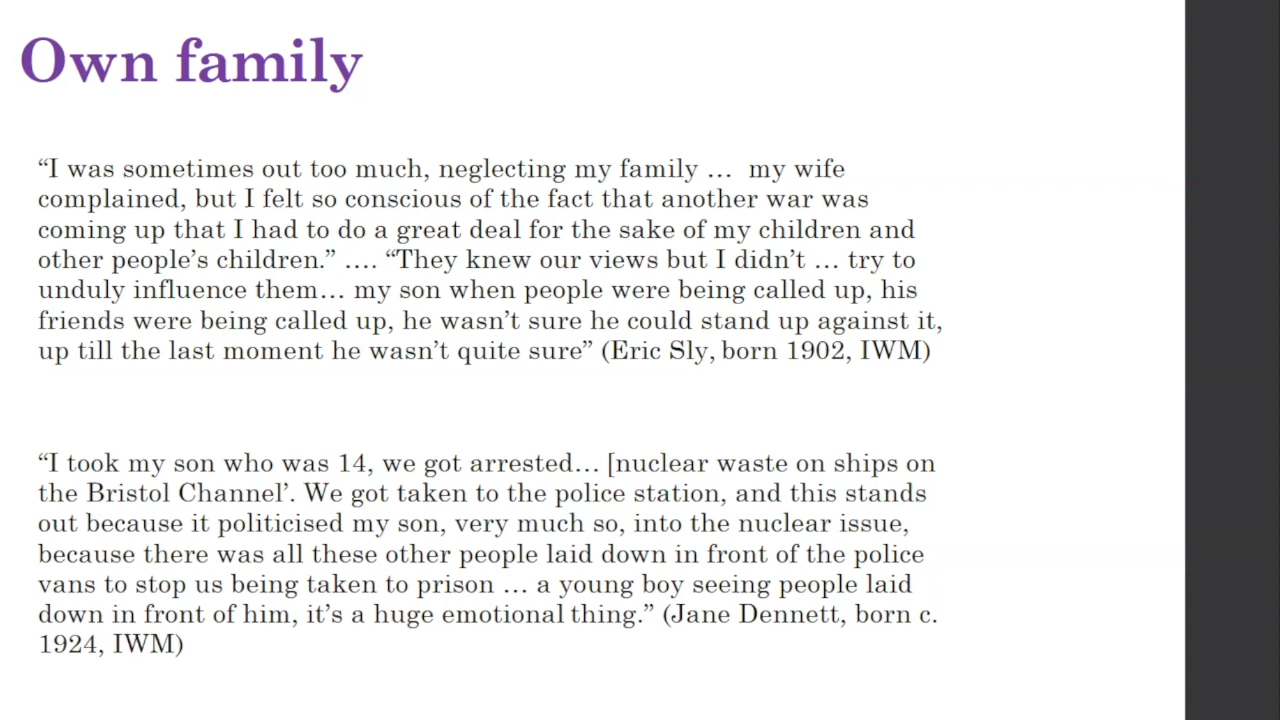 Own family
“I was sometimes out too much, neglecting my family … my wife
complained, but I felt so conscious of the fact that another war was
coming up that I had to do a great deal for the sake of my children and
other people’s children.” …. “They knew our views but I didn’t … try to
unduly influence them… my son when people were being called up, his
friends were being called up, he wasn’t sure he could stand up against it,
up till the last moment he wasn’t quite sure” (Eric Sly, born 1902, IWM)
“I took my son who was 14, we got arrested… [nuclear waste on ships on
the Bristol Channel’. We got taken to the police station, and this stands
out because it politicised my son, very much so, into the nuclear issue,
because there was all these other people laid down in front of the police
vans to stop us being taken to prison … a young boy seeing people laid
down in front of him, it’s a huge emotional thing.” (Jane Dennett, born c.
1924, IWM)